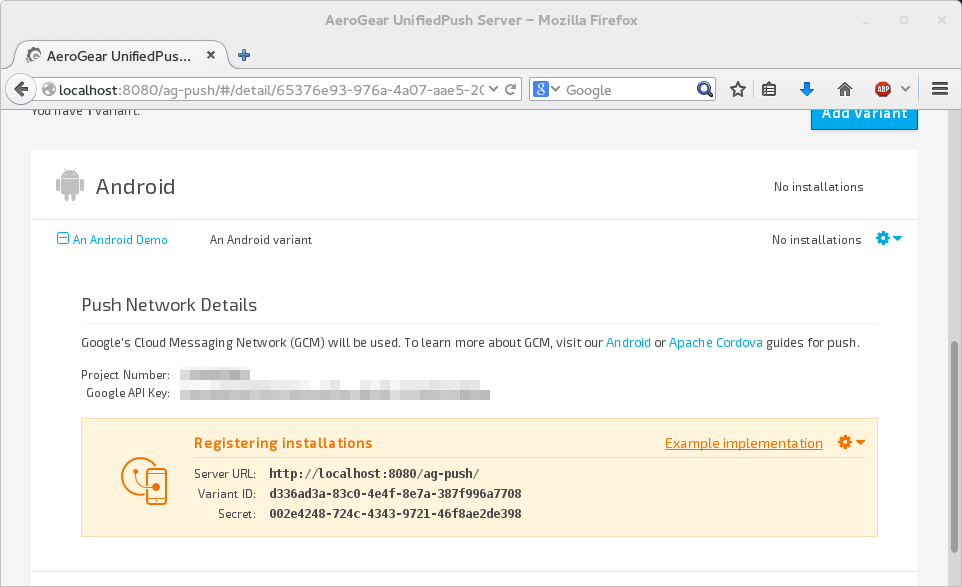 AeroGear UnifiedPush Server – Mozilla Firefox
AeroGear UnifiedPus...
localhost:8080/ag-push/#/detail/65376e93-976a-4a07-aae5-20
8 Google
ABP
You have 1 variant.
Add Variant
Android
No installations
An Android Demo An Android variant No installations
Push Network Details
Google's Cloud Messaging Network (GCM) will be used. To learn more about GCM, visit our Android or Apache Cordova guides for push.
Project Number:
Google API Key:
Registering installations Example implementation
Server URL: http://localhost:8080/ag-push/
Variant ID: d336ad3a-83c0-4e4f-8e7a-387f996a7708
Secret: 002e4248-724c-4343-9721-46f8ae2de398